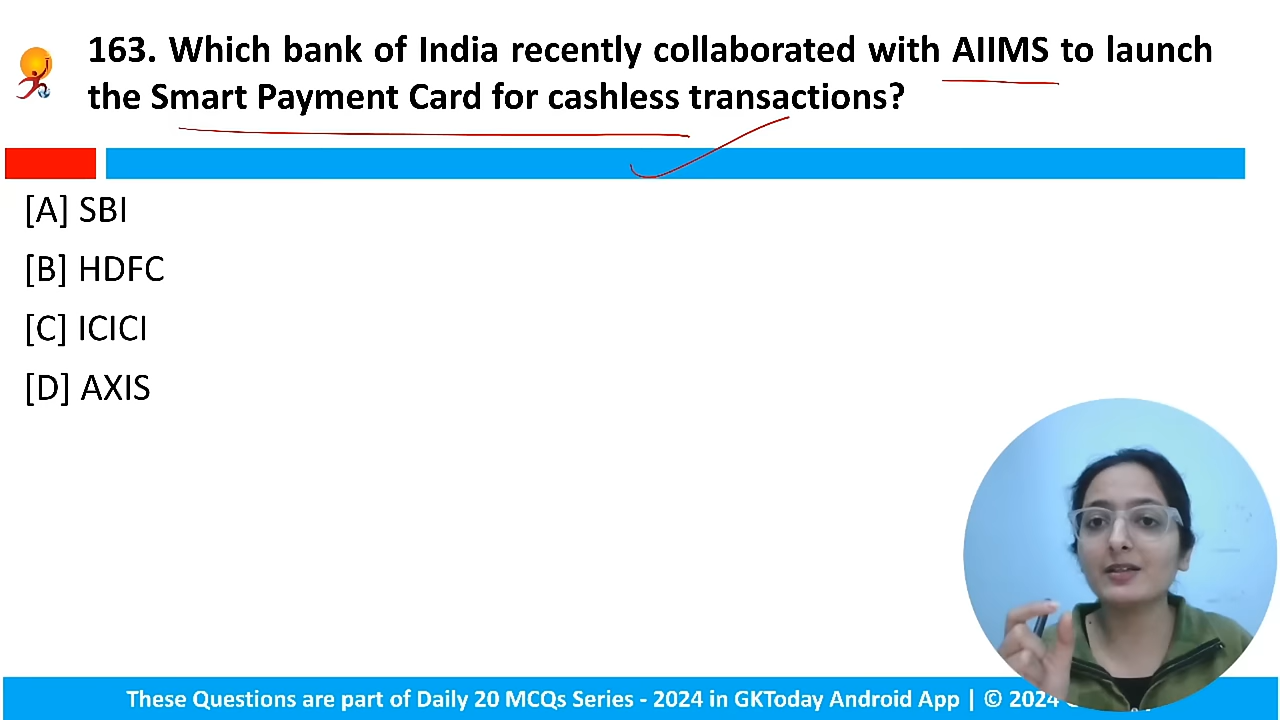 163. Which bank of India recently collaborated with AIIMS to launch
the Smart Payment Card for cashless transactions?
[A] SBI
[B] HDFC
[C] ICICI
[D] AXIS
These Questions are part of Daily 20 MCQs Series - 2024 in GKToday Android App | © 2024